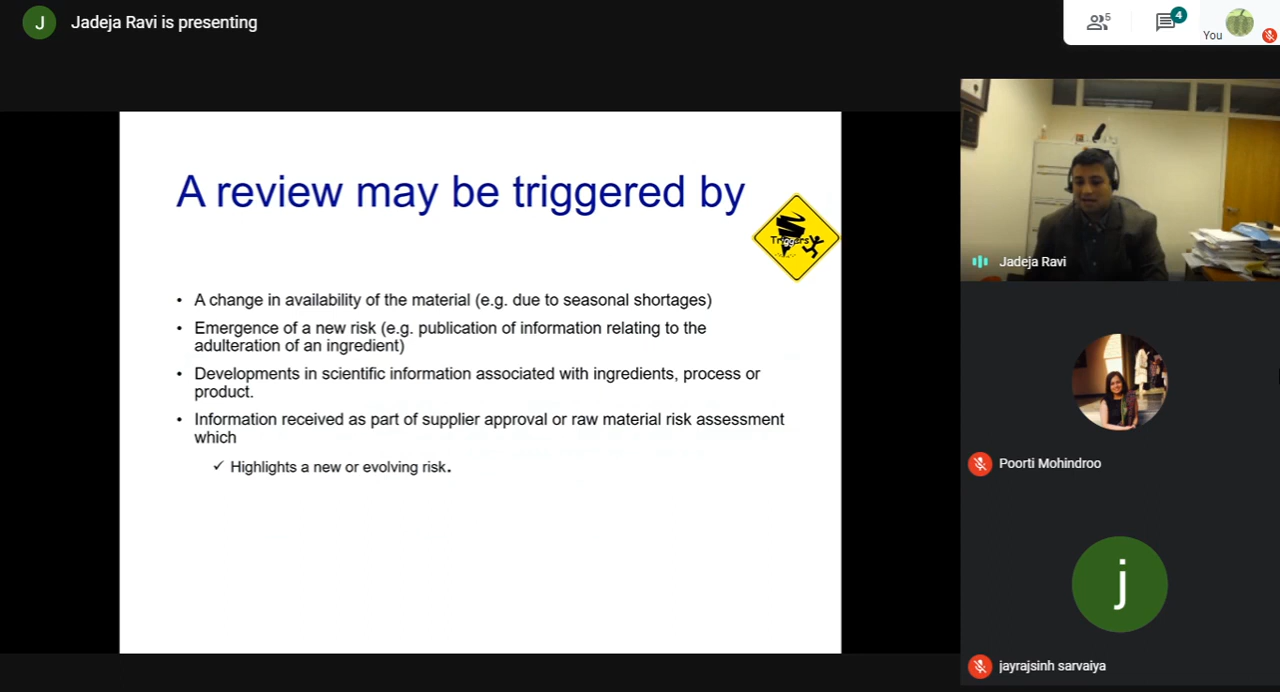 J
Jadeja Ravi is presenting
5
4
You
A review may be triggered by
Triggers
• A change in availability of the material (e.g. due to seasonal shortages)
• Emergence of a new risk (e.g. publication of information relating to the
adulteration of an ingredient)
• Developments in scientific information associated with ingredients, process or
product.
• Information received as part of supplier approval or raw material risk assessment
which
✓ Highlights a new or evolving risk.
Jadeja Ravi
Poorti Mohindroo
j
jayrajsinh sarvaiya